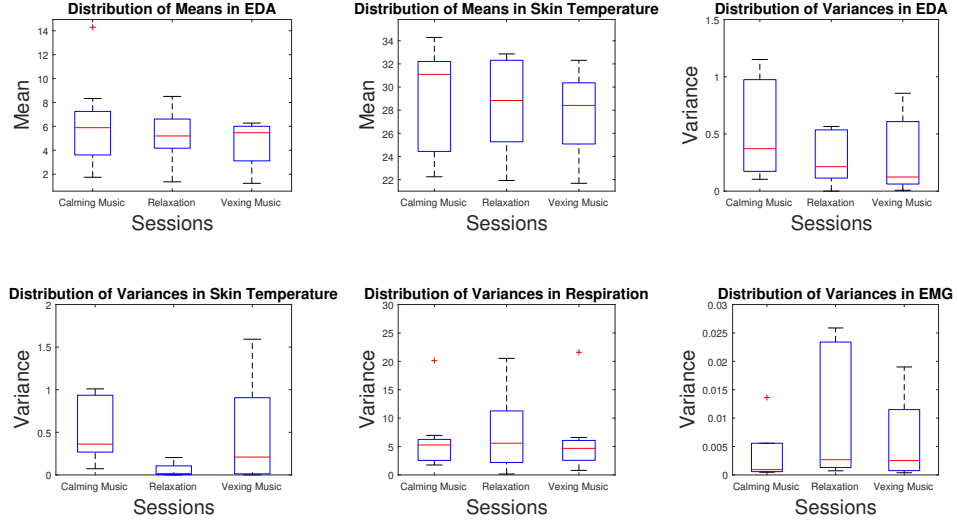 Distribution of Means in EDA
Mean
14
12
10
8
6
4
2
Calming Music Relaxation Vexing Music
Sessions
Distribution of Means in Skin Temperature
Mean
34
32
30
28
26
24
22
Calming Music Relaxation Vexing Music
Sessions
Distribution of Variances in EDA
Variance
1.5
1
0.5
0
Calming Music Relaxation Vexing Music
Sessions
Distribution of Variances in Skin Temperature
Variance
2
1.5
1
0.5
0
Calming Music Relaxation Vexing Music
Sessions
Distribution of Variances in Respiration
Variance
30
25
20
15
10
5
0
Calming Music Relaxation Vexing Music
Sessions
Distribution of Variances in EMG
Variance
0.03
0.025
0.02
0.015
0.01
0.005
0
Calming Music Relaxation Vexing Music
Sessions